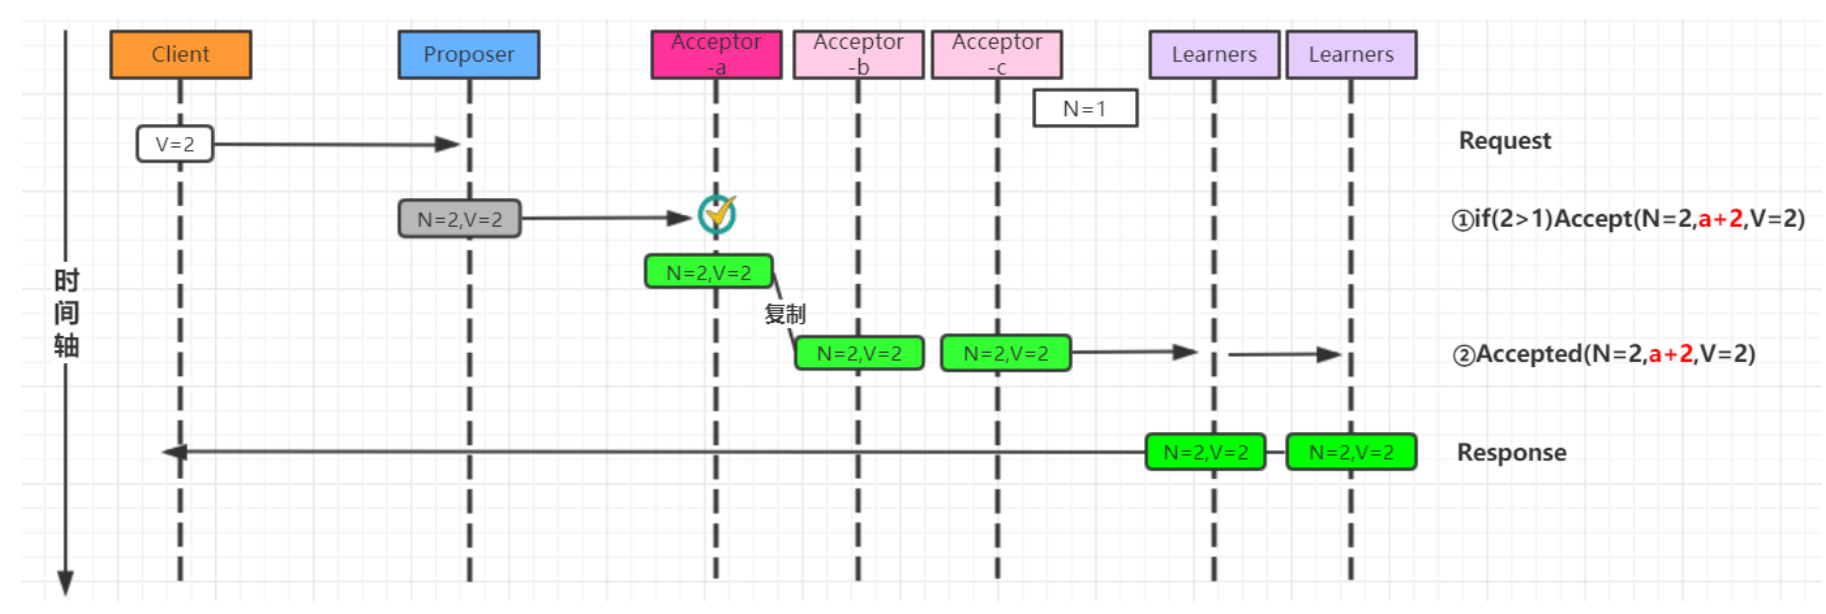 Client
Proposer
Acceptor
-a
Acceptor
-b
Acceptor
-c
Learners
Learners
N=1
V=2
Request
N=2,V=2
①if(2>1)Accept(N=2,a+2,V=2)
N=2,V=2
时
间
轴
复制
N=2,V=2
N=2,V=2
②Accepted(N=2,a+2,V=2)
N=2,V=2
N=2,V=2
Response